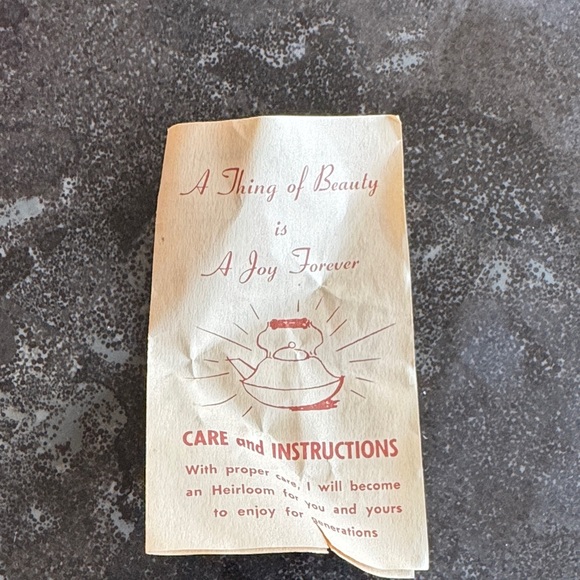 A Thing of Beauty
is
A Joy Forever
CARE and INSTRUCTIONS
With proper care, I will become
an Heirloom for you and yours
to enjoy for generations